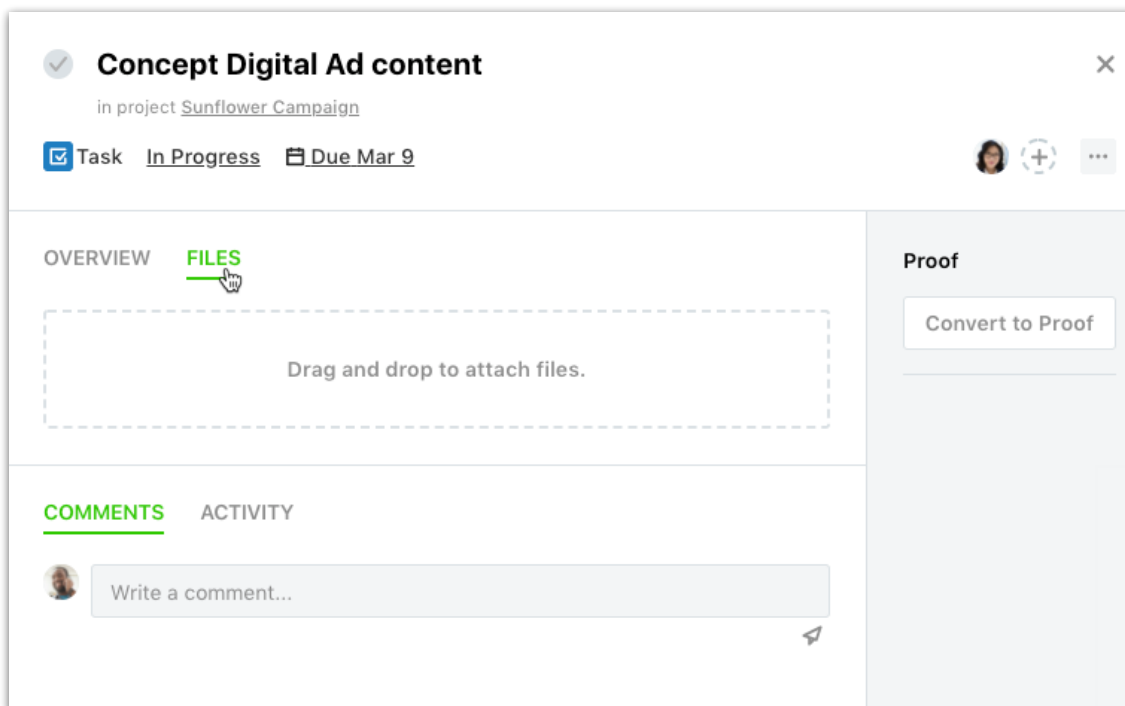 Concept Digital Ad content
in project Sunflower Campaign
Task In Progress Due Mar 9
OVERVIEW FILES
Drag and drop to attach files.
Proof
Convert to Proof
COMMENTS ACTIVITY
Write a comment...